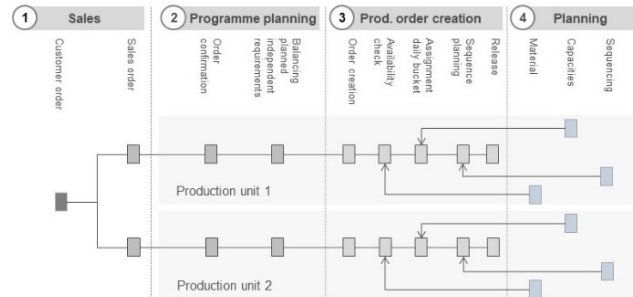 1 Sales
2 Programme planning
3 Prod. order creation
4 Planning
Customer order
Sales order
Order
confirmation
Balancing
planned
independent
requirements
Order creation
Availability
check
Assignment
daily bucket
Sequence
planning
Release
Material
Capacities
Sequencing
Production unit 1
Production unit 2